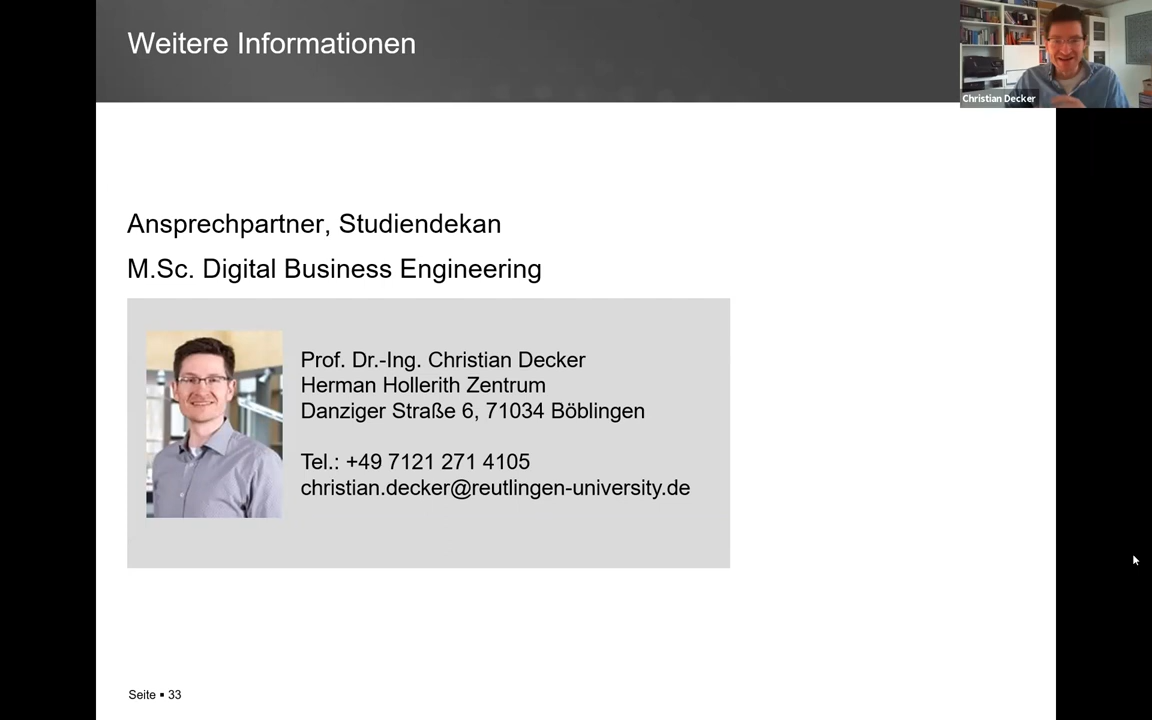 Weitere Informationen
Christian Decker
Ansprechpartner, Studiendekan
M.Sc. Digital Business Engineering
Prof. Dr.-Ing. Christian Decker
Herman Hollerith Zentrum
Danziger Straße 6, 71034 Böblingen
Tel.: +49 7121 271 4105
christian.decker@reutlingen-university.de
Seite ▪ 33